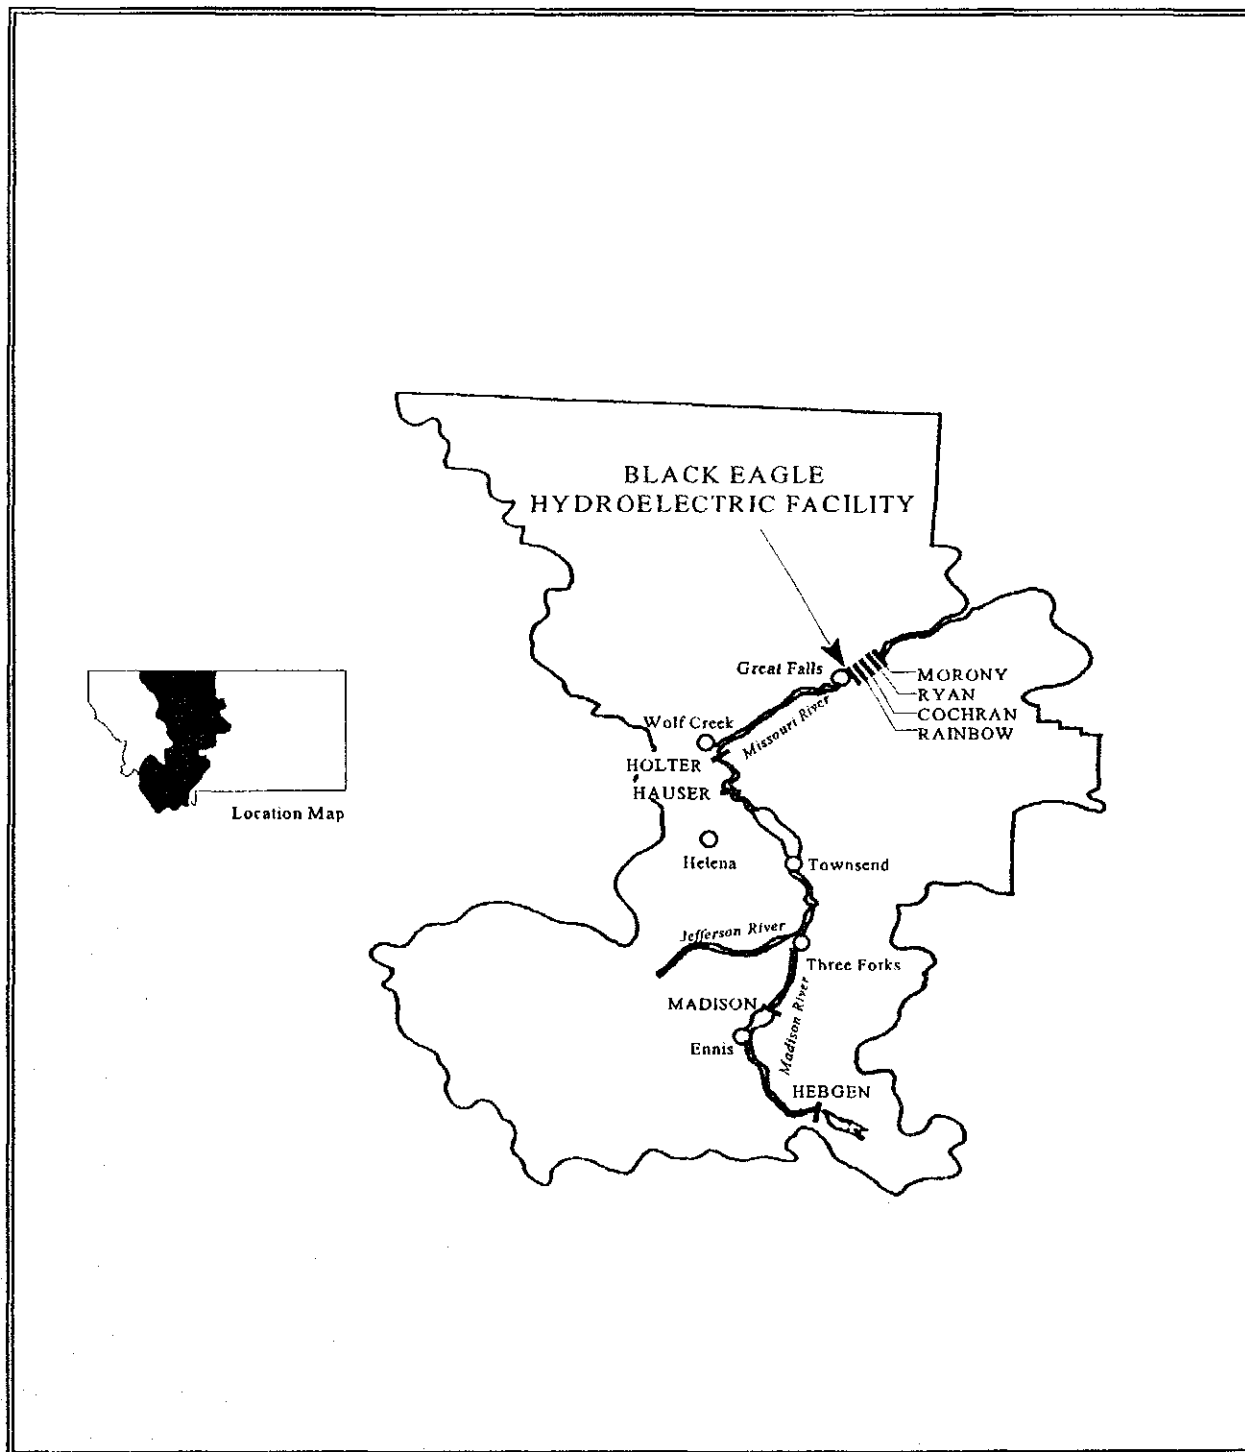 BLACK EAGLE
HYDROELECTRIC FACILITY
Great Falls
MORONY
RYAN
COCHRAN
RAINBOW
Missouri River
Wolf Creek
HOLTER
HAUSER
Location Map
Helena
Townsend
Jefferson River
Three Forks
MADISON
Madison River
Ennis
HEBGEN